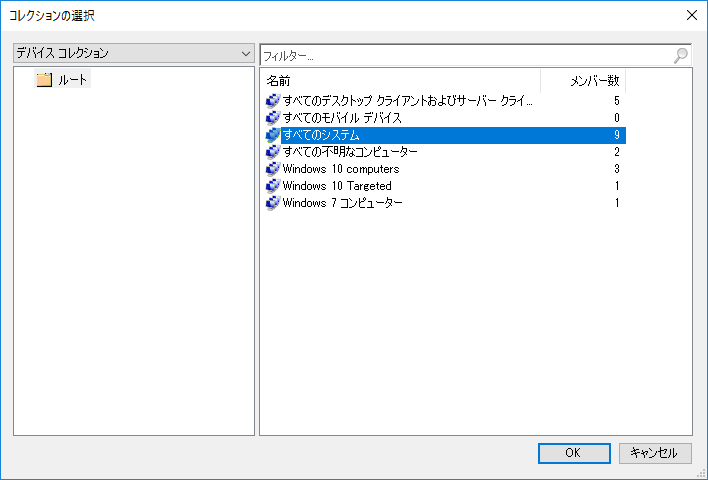 コレクションの選択
デバイス コレクション
フィルター...
ルート
名前 メンバー数
すべてのデスクトップ クライアントおよびサーバー クライ... 5
すべてのモバイル デバイス 0
すべてのシステム 9
すべての不明なコンピューター 2
Windows 10 computers 3
Windows 10 Targeted 1
Windows 7 コンピューター 1
OK キャンセル